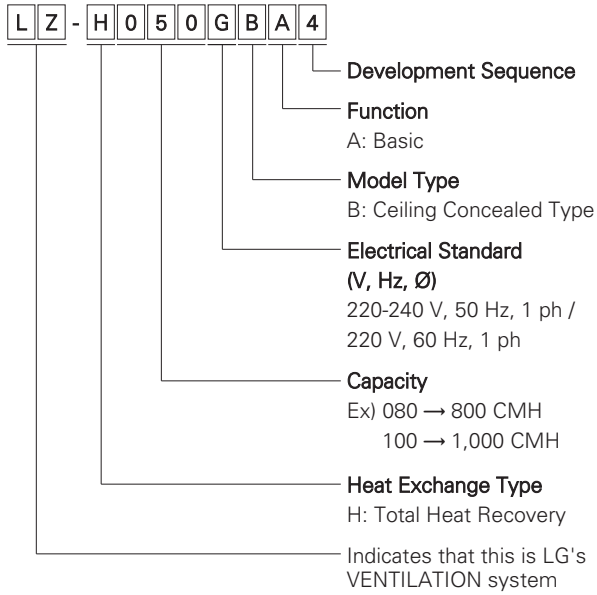 LZ-H050GBA4
Development Sequence
Function
A: Basic
Model Type
B: Ceiling Concealed Type
Electrical Standard
(V, Hz, Ø)
220-240 V, 50 Hz, 1 ph /
220 V, 60 Hz, 1 ph
Capacity
Ex) 080 → 800 CMH
100 → 1,000 CMH
Heat Exchange Type
H: Total Heat Recovery
Indicates that this is LG's
VENTILATION system